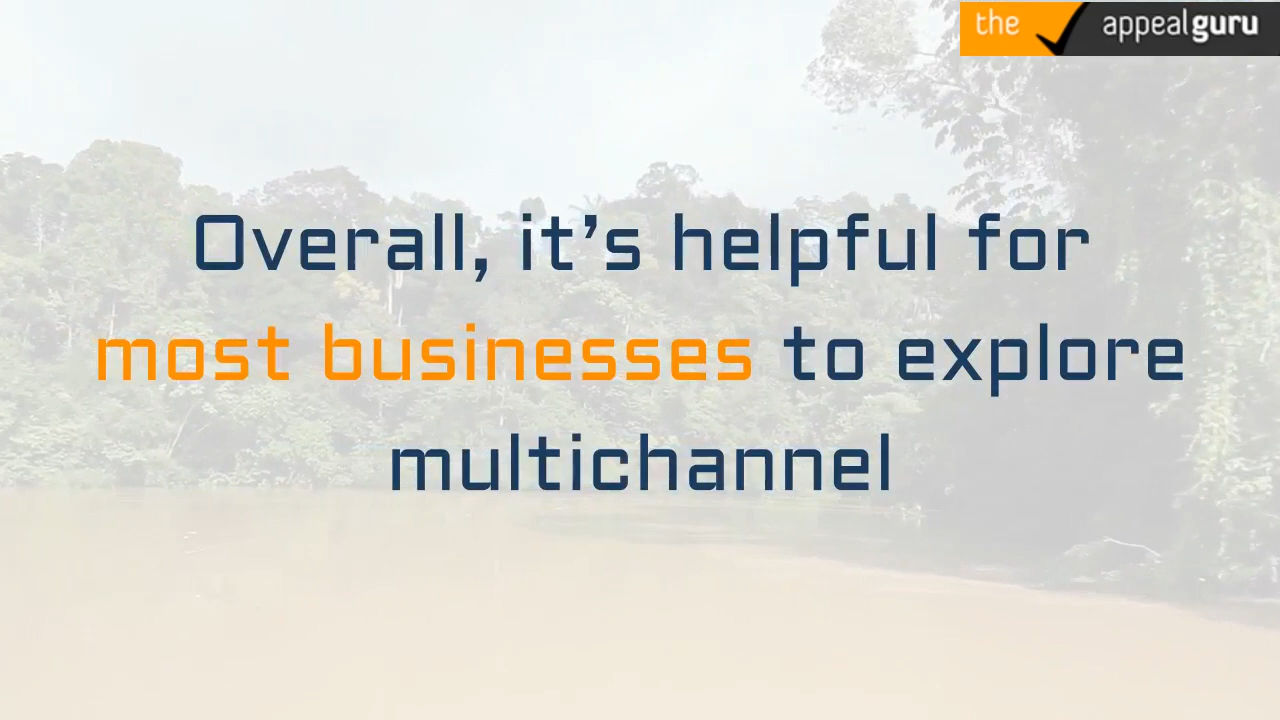 the appealguru
Overall, it’s helpful for
most businesses to explore
multichannel